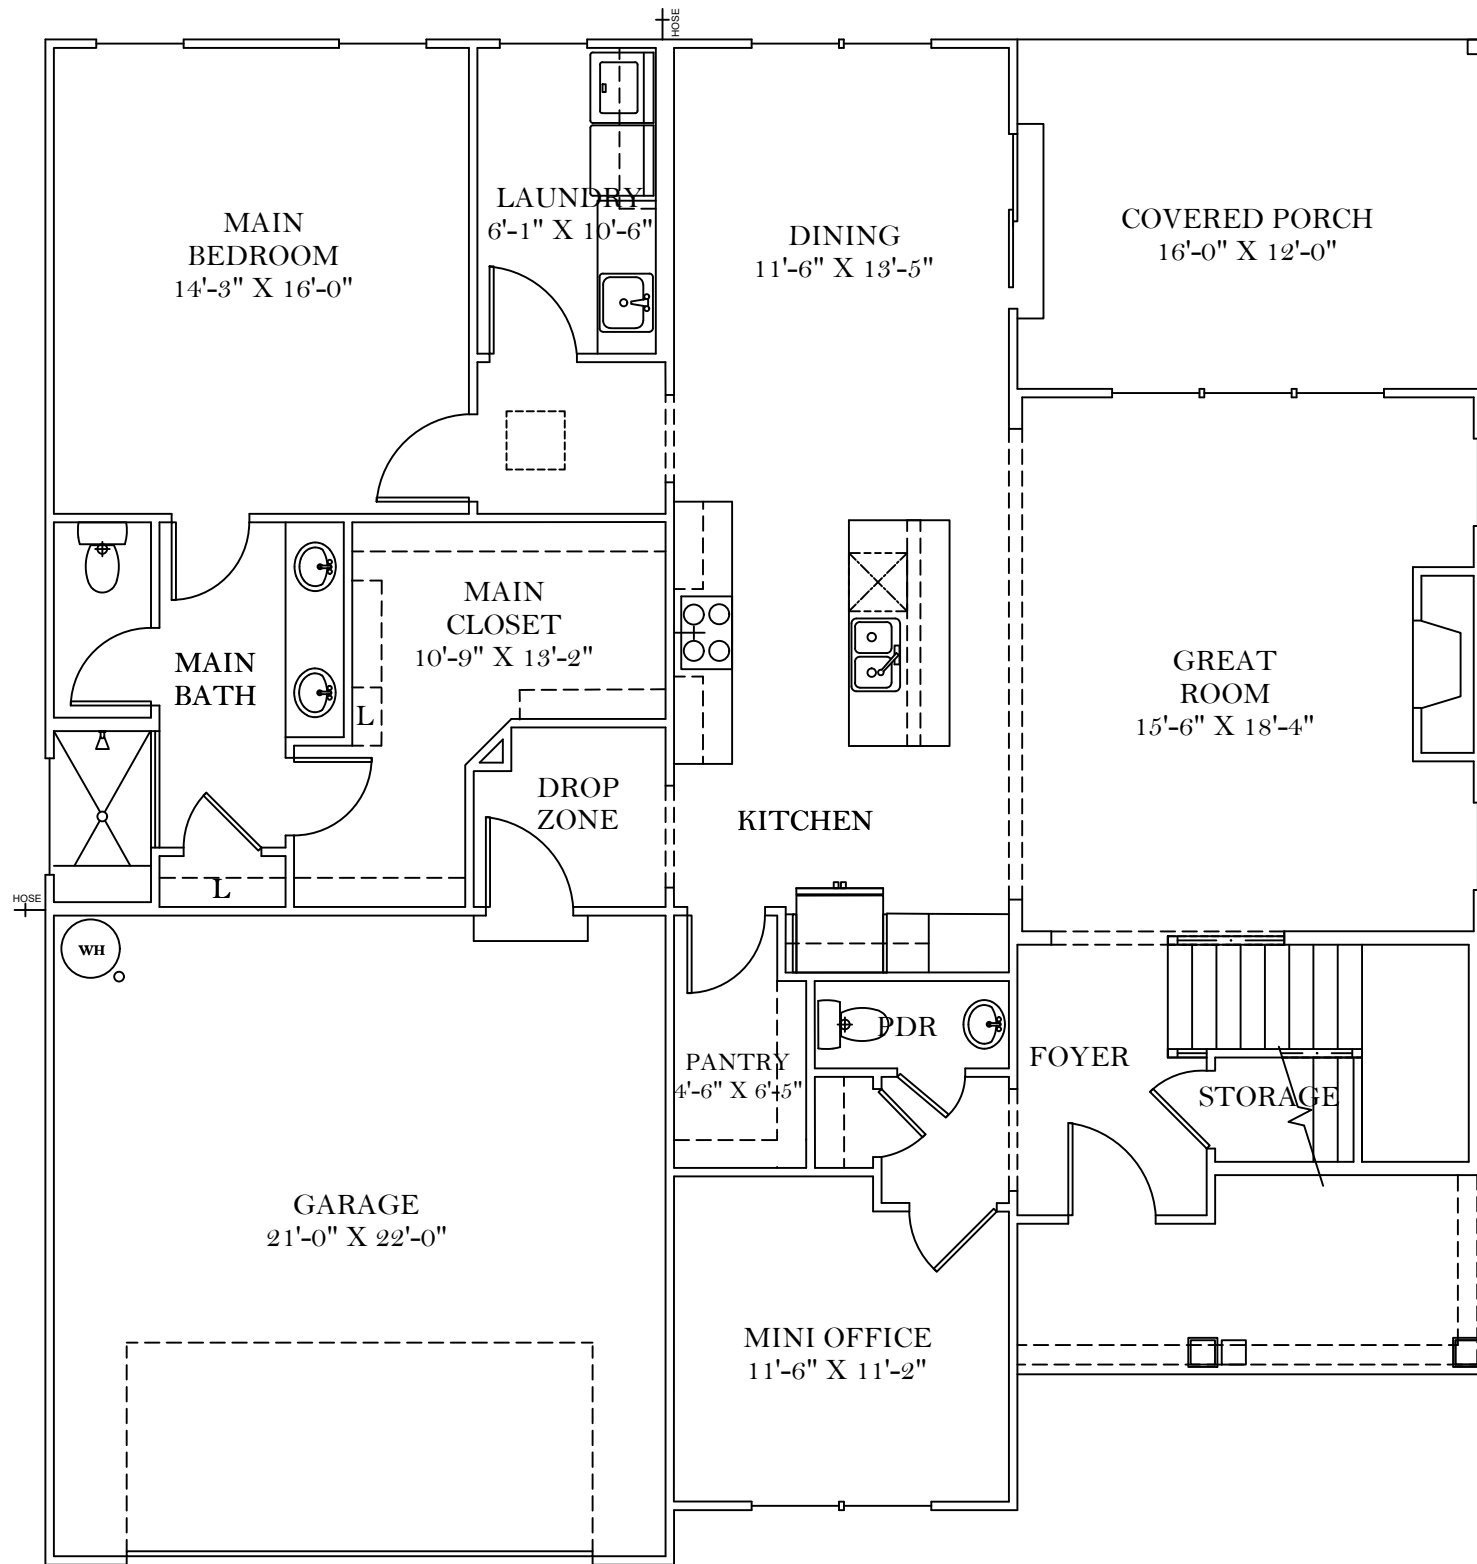 HOSE
MAIN
BEDROOM
14'-3" X 16'-0"
LAUNDRY
6'-1" X 10'-6"
DINING
11'-6" X 13'-5"
COVERED PORCH
16'-0" X 12'-0"
MAIN
BATH
MAIN
CLOSET
10'-9" X 13'-2"
L
GREAT
ROOM
15'-6" X 18'-4"
DROP
ZONE
KITCHEN
L
HOSE
WH
PDR
PANTRY
4'-6" X 6'-5"
FOYER
STORAGE
GARAGE
21'-0" X 22'-0"
MINI OFFICE
11'-6" X 11'-2"